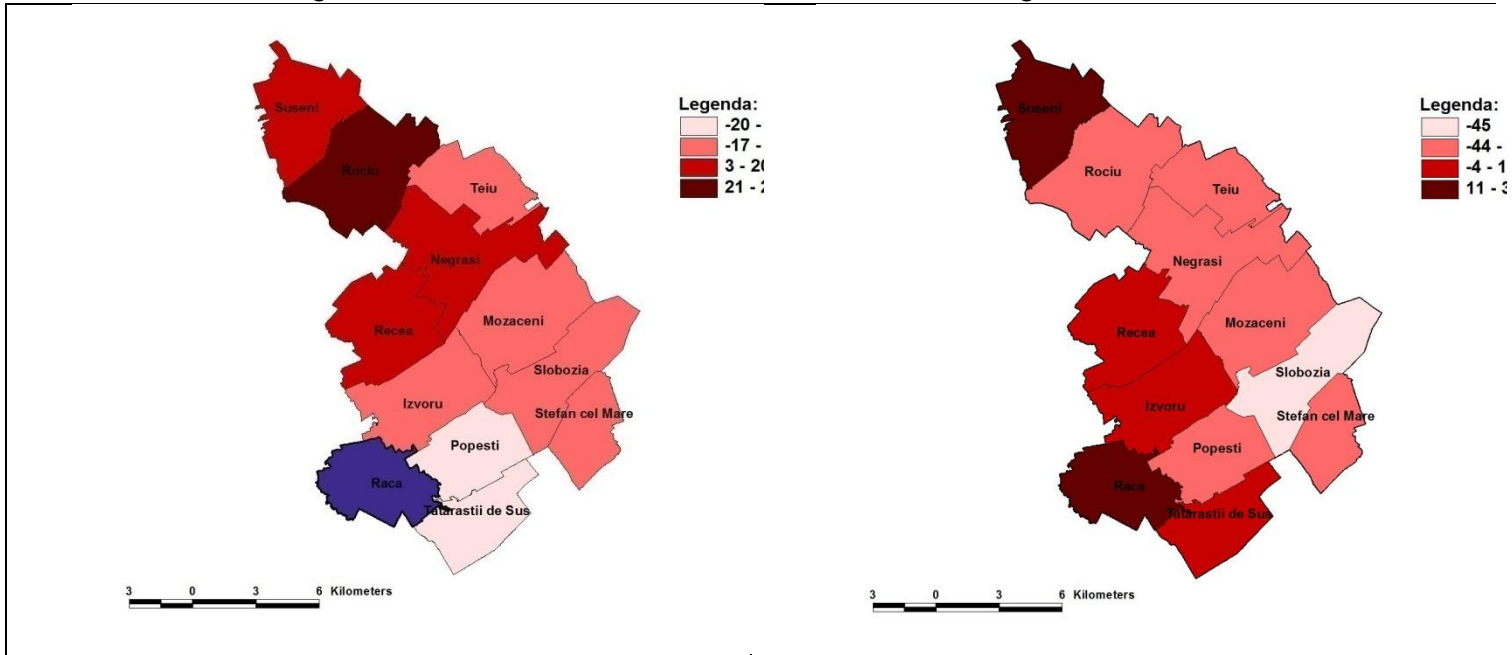 Suseni
Rociu
Teiu
Negrasi
Recea
Mozaceni
Slobozia
Izvoru
Stefan cel Mare
Popesti
Raca
Tatarastii de Sus
Legenda:
-20 -
-17 -
3 - 20
21 - 2
3 0 3 6 Kilometers
Suseni
Rociu
Teiu
Negrasi
Recea
Mozaceni
Slobozia
Izvoru
Stefan cel Mare
Popesti
Raca
Tatarastii de Sus
Legenda:
-45
-44 -
-4 - 1
11 - 3
3 0 3 6 Kilometers